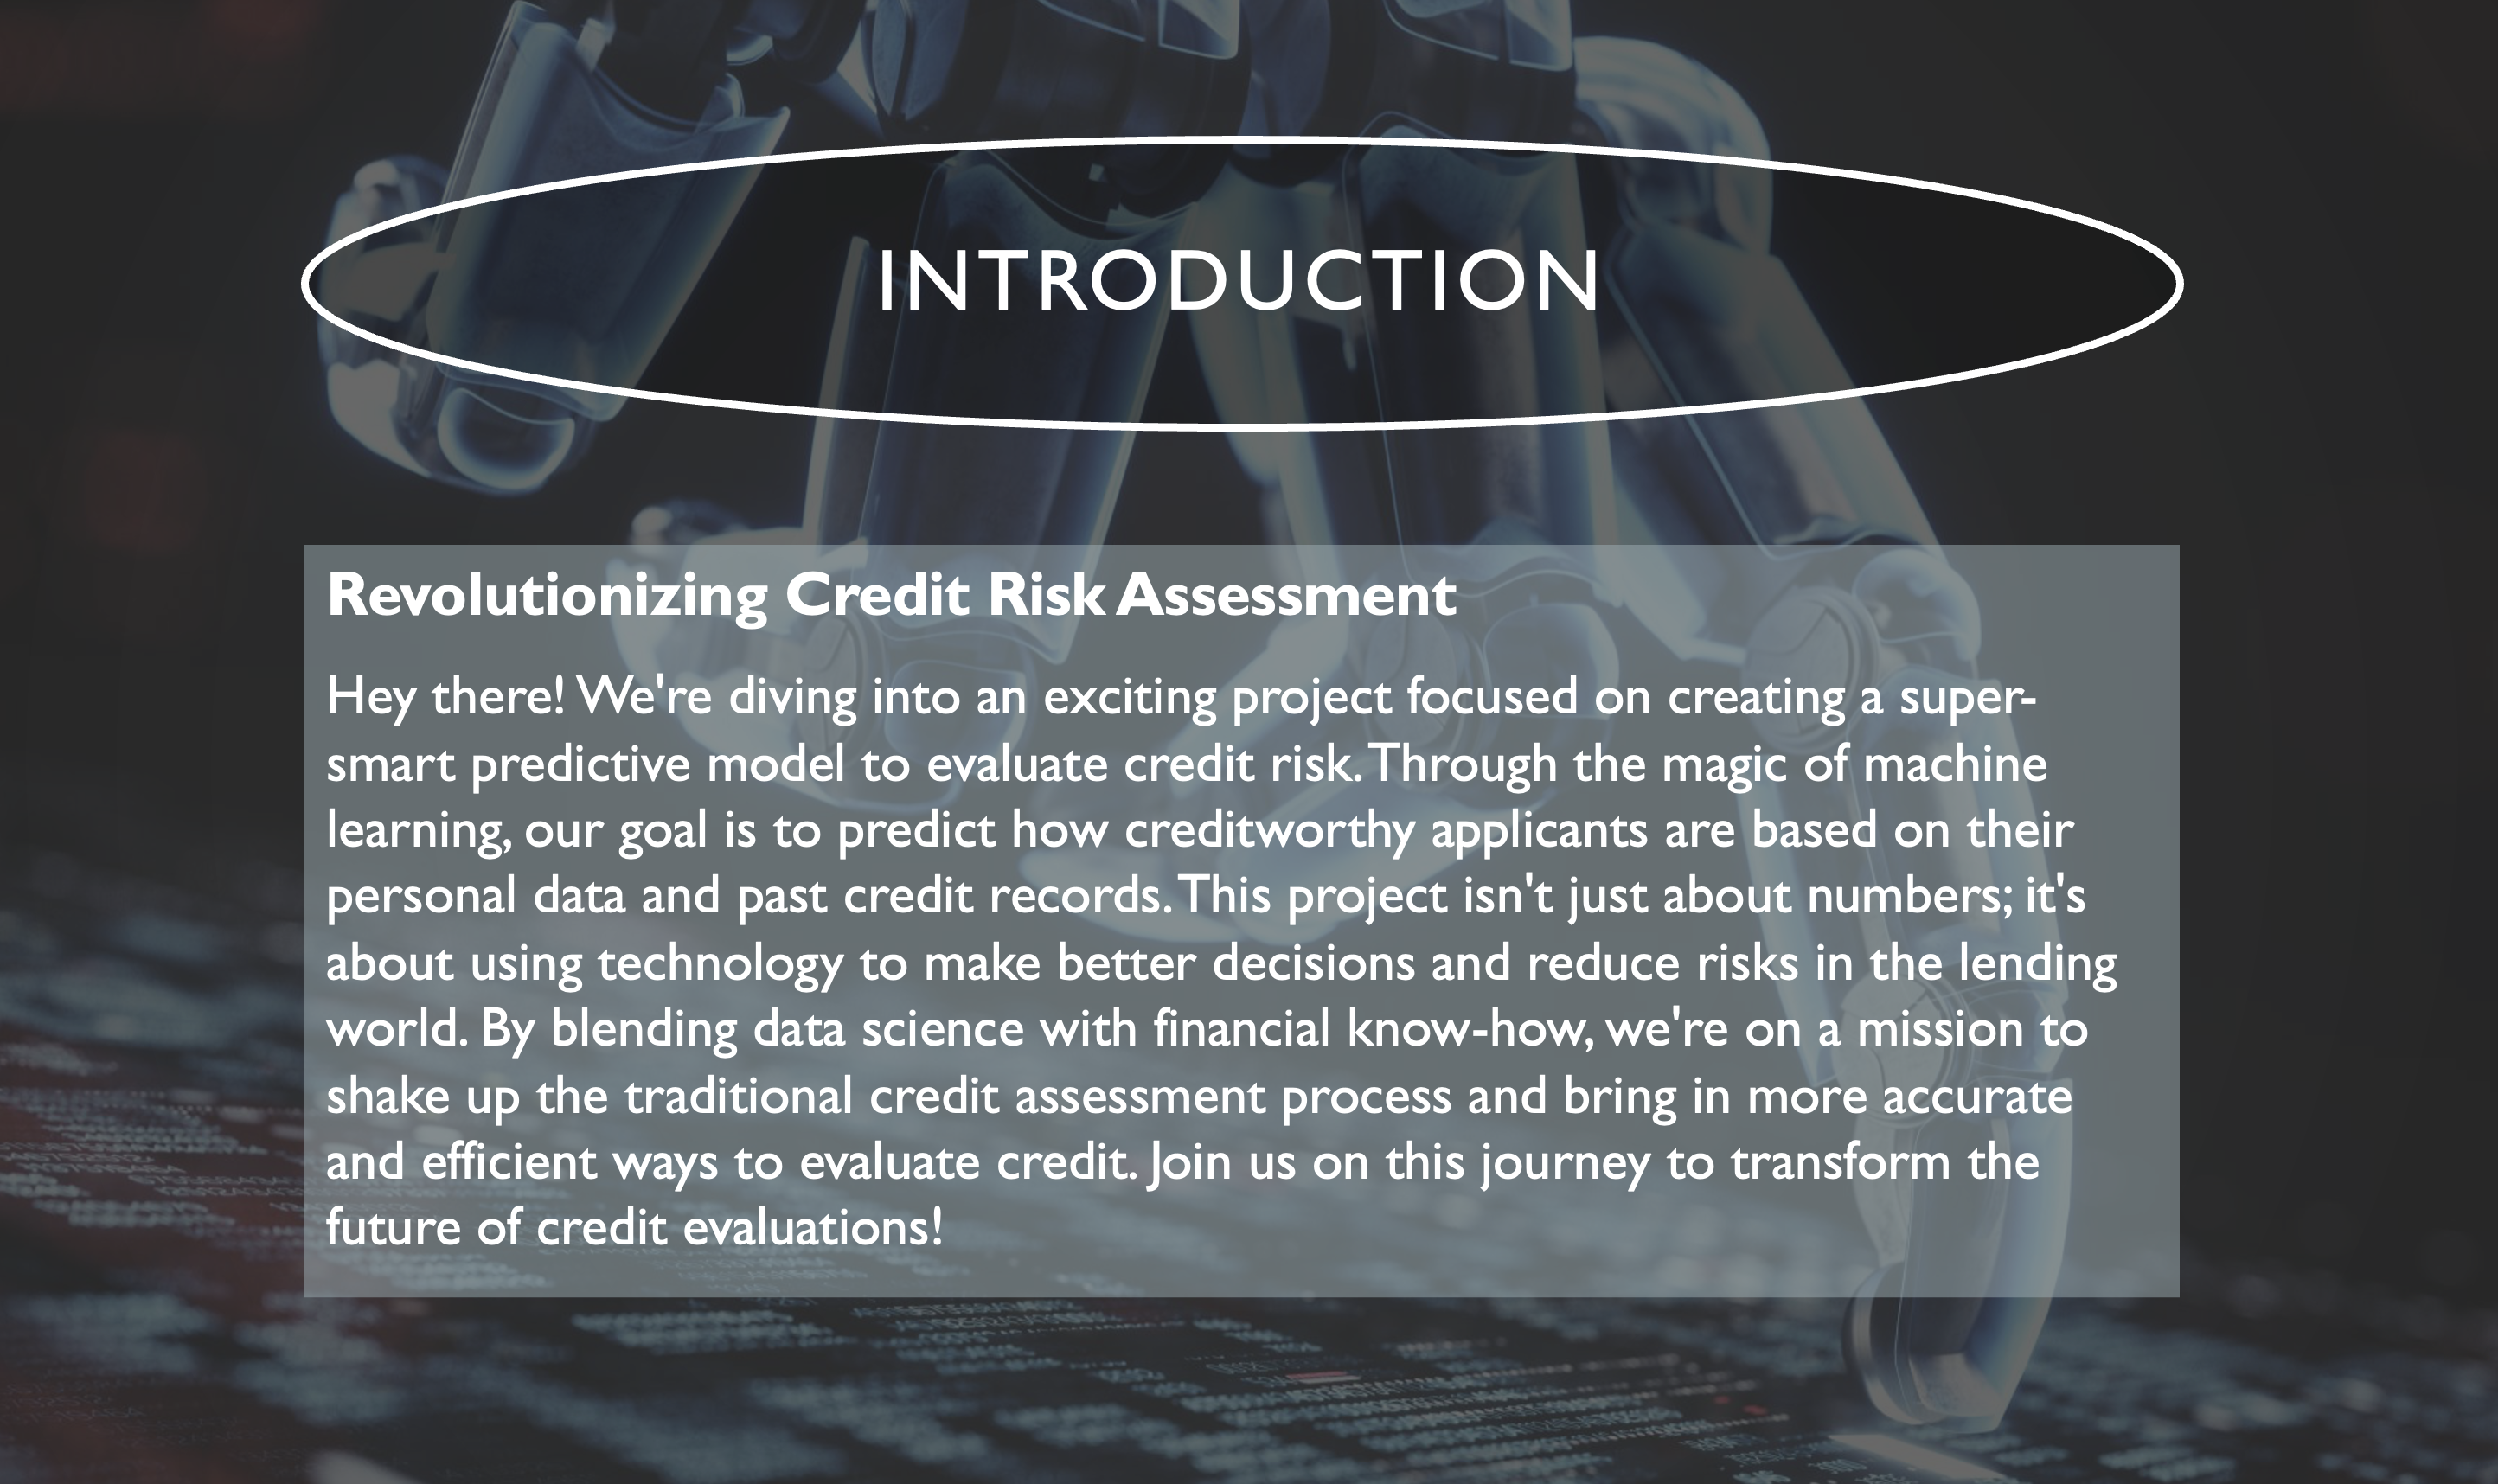 INTRODUCTION
Revolutionizing Credit Risk Assessment
Hey there! We're diving into an exciting project focused on creating a super-
smart predictive model to evaluate credit risk. Through the magic of machine
learning, our goal is to predict how creditworthy applicants are based on their
personal data and past credit records. This project isn't just about numbers; it's
about using technology to make better decisions and reduce risks in the lending
world. By blending data science with financial know-how, we're on a mission to
shake up the traditional credit assessment process and bring in more accurate
and efficient ways to evaluate credit. Join us on this journey to transform the
future of credit evaluations!